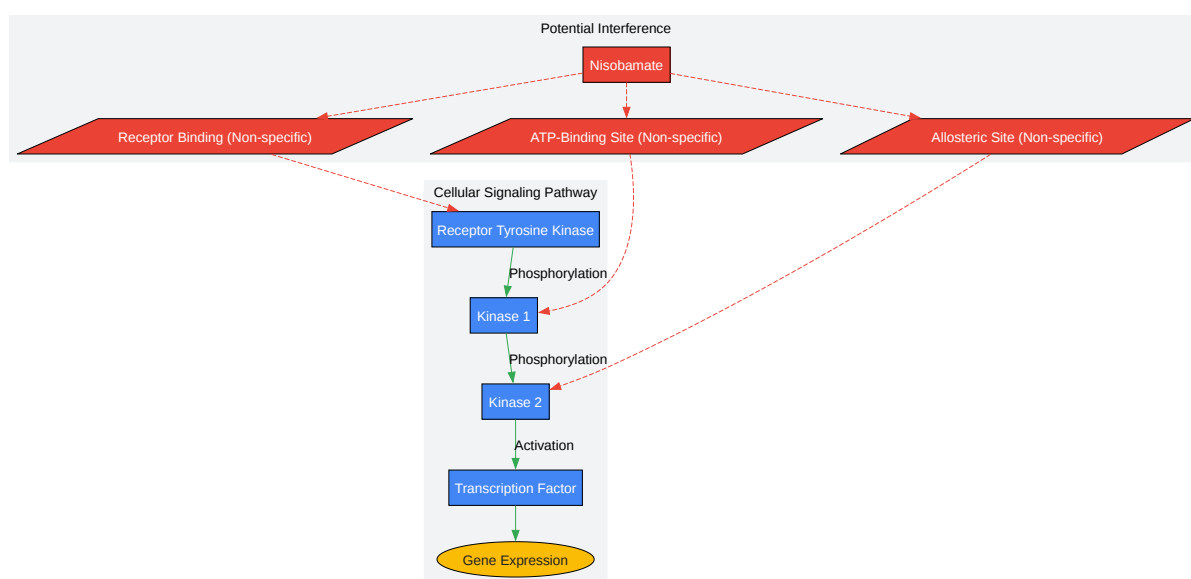 Potential Interference
Nisobamate
Receptor Binding (Non-specific)
ATP-Binding Site (Non-specific)
Allosteric Site (Non-specific)
Cellular Signaling Pathway
Receptor Tyrosine Kinase
Phosphorylation
Kinase 1
Phosphorylation
Kinase 2
Activation
Transcription Factor
Gene Expression